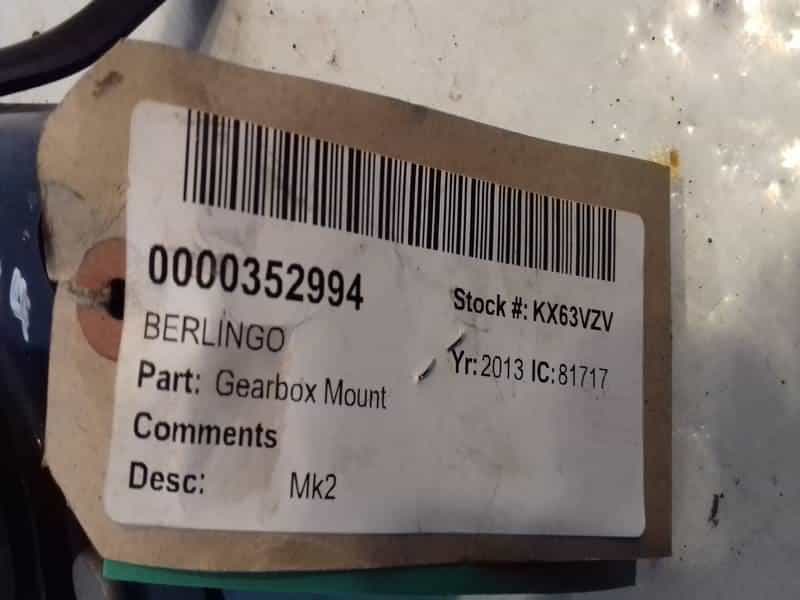 0000352994
Stock #: KX63VZV
BERLINGO
Yr: 2013 IC: 81717
Part: Gearbox Mount
Comments
Desc: Mk2